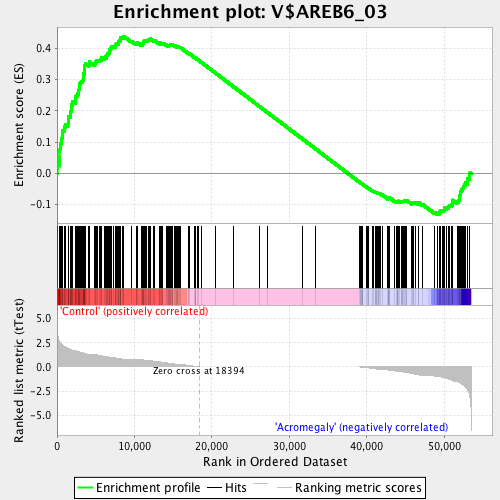 Enrichment plot: V$AREB6_03
Enrichment score (ES)
0.4
0.3
0.2
0.1
0.0
-0.1
'Control' (positively correlated)
Ranked list metric (tTest)
5.0
2.5
0.0
-2.5
-5.0
Zero cross at 18394
'Acromegaly' (negatively correlated)
0
10,000
20,000
30,000
40,000
50,000
Rank in Ordered Dataset
Enrichment profile
Hits
Ranking metric scores